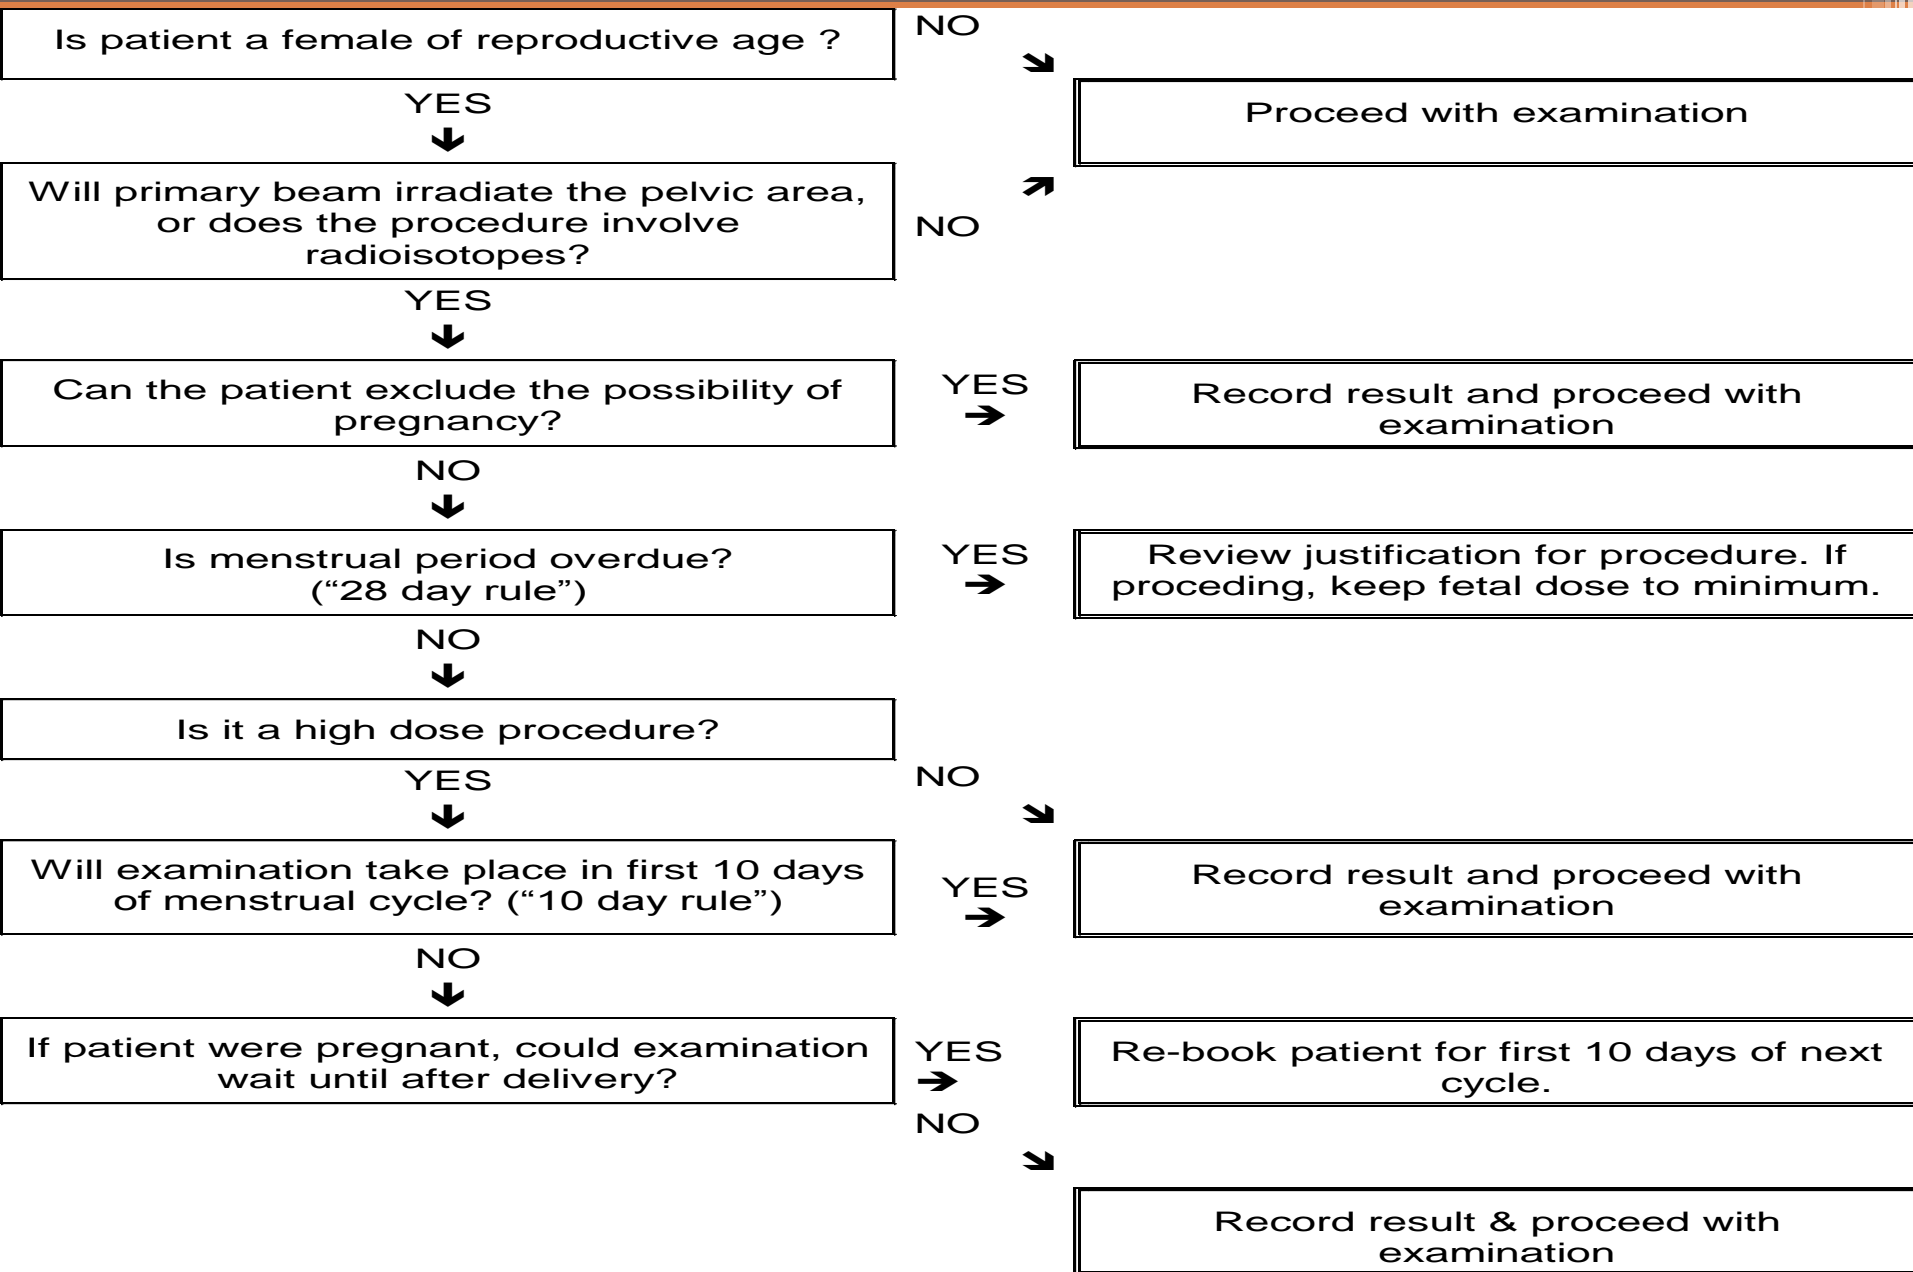 Is patient a female of reproductive age ?
NO
YES
Proceed with examination
Will primary beam irradiate the pelvic area,
or does the procedure involve
radioisotopes?
NO
YES
Can the patient exclude the possibility of
pregnancy?
YES
Record result and proceed with
examination
NO
Is menstrual period overdue?
(“28 day rule”)
YES
Review justification for procedure. If
proceding, keep fetal dose to minimum.
NO
Is it a high dose procedure?
YES
NO
Will examination take place in first 10 days
of menstrual cycle? (“10 day rule”)
YES
Record result and proceed with
examination
NO
If patient were pregnant, could examination
wait until after delivery?
YES
Re-book patient for first 10 days of next
cycle.
NO
Record result & proceed with
examination